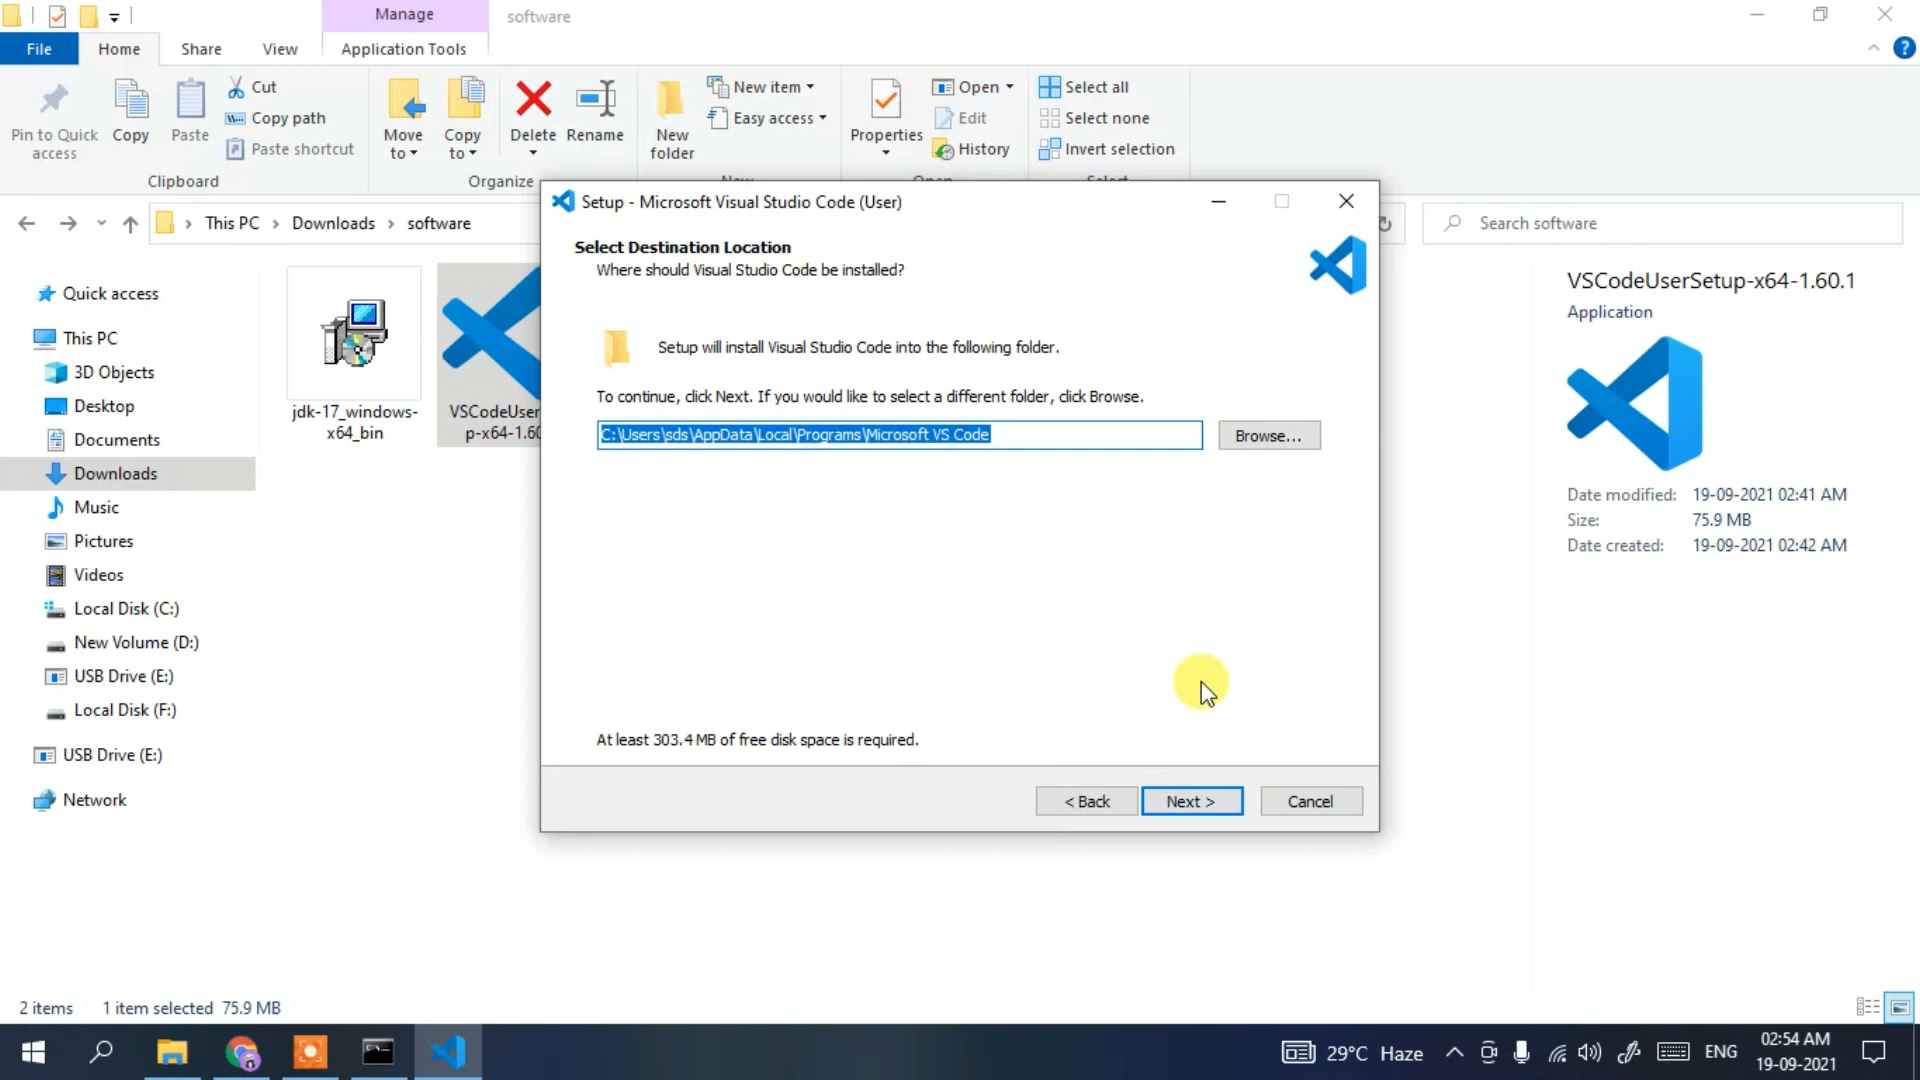 Manage
software
File
Home
Share
View
Application Tools
Pin to Quick access
Copy
Paste
Cut
Copy path
Paste shortcut
Clipboard
Move to
Copy to
Delete
Rename
Organize
New folder
New item
Easy access
Properties
Open
Edit
History
Select all
Select none
Invert selection
This PC
Downloads
software
Search software
Quick access
This PC
3D Objects
Desktop
Documents
Downloads
Music
Pictures
Videos
Local Disk (C:)
New Volume (D:)
USB Drive (E:)
Local Disk (F:)
USB Drive (E:)
Network
jdk-17_windows-
x64_bin
VSCodeUser
p-x64-1.60
Setup - Microsoft Visual Studio Code (User)
Select Destination Location
Where should Visual Studio Code be installed?
Setup will install Visual Studio Code into the following folder.
To continue, click Next. If you would like to select a different folder, click Browse.
C:\Users\sds\AppData\Local\Programs\Microsoft VS Code
Browse...
At least 303.4 MB of free disk space is required.
< Back
Next >
Cancel
VSCodeUserSetup-x64-1.60.1
Application
Date modified: 19-09-2021 02:41 AM
Size: 75.9 MB
Date created: 19-09-2021 02:42 AM
2 items
1 item selected 75.9 MB
29°C Haze
ENG
02:54 AM
19-09-2021